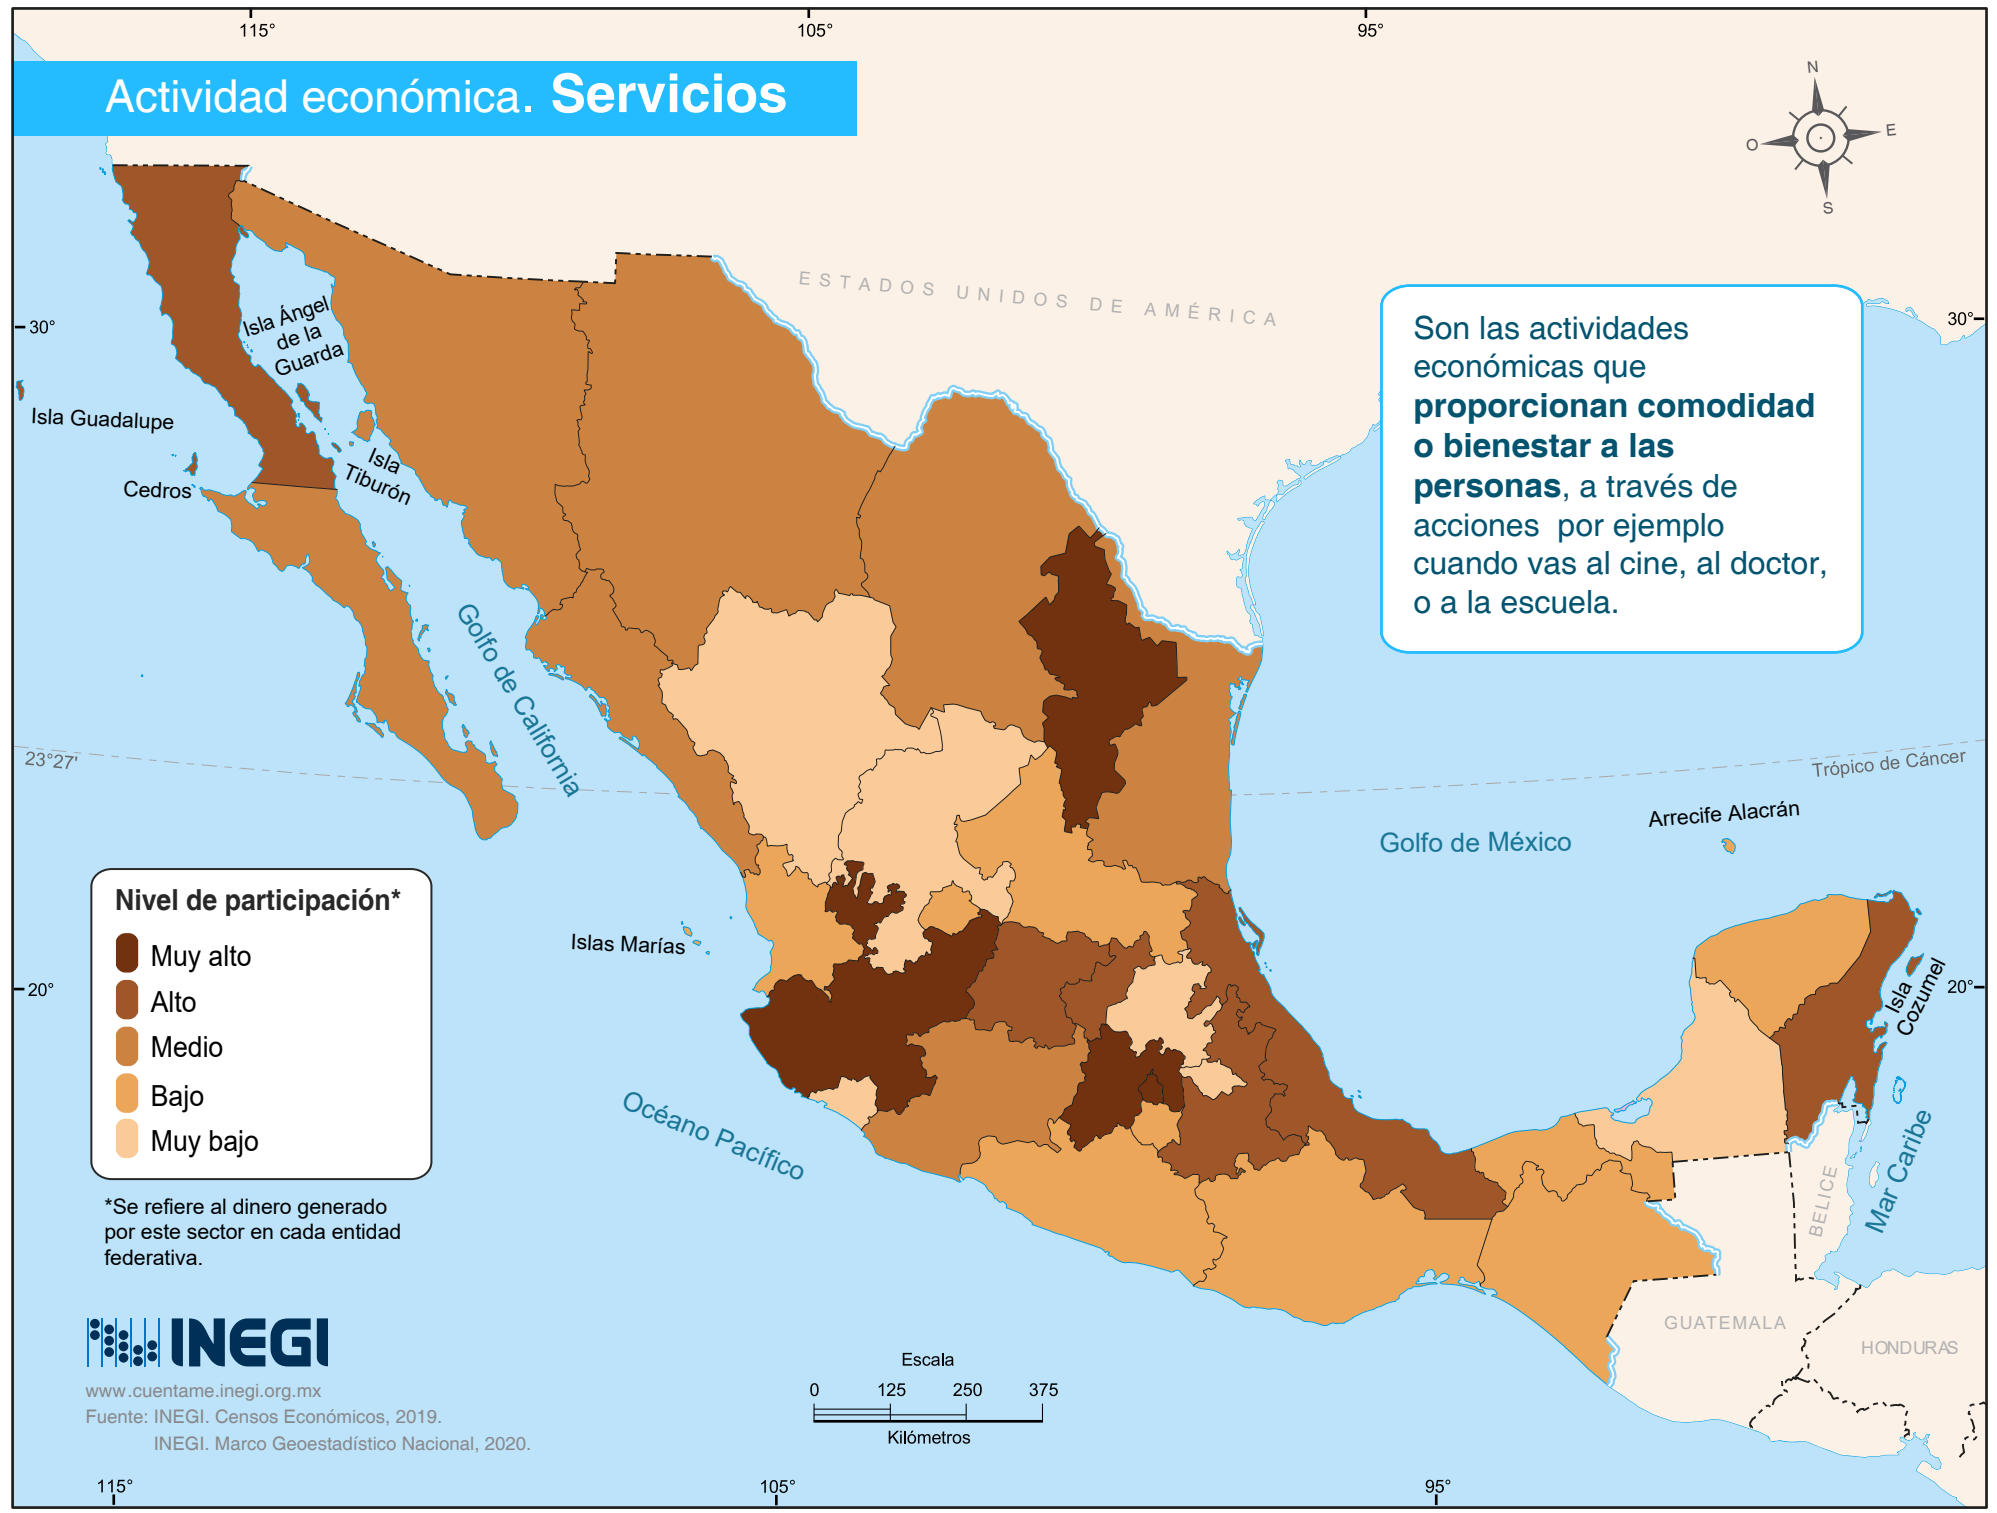 115°
105°
95°
Actividad económica. Servicios
N
E
O
S
ESTADOS UNIDOS DE AMÉRICA
30°
30°
Son las actividades
económicas que
proporcionan comodidad
o bienestar a las
personas, a través de
acciones por ejemplo
cuando vas al cine, al doctor,
o a la escuela.
Isla Ángel
de la
Guarda
Isla Guadalupe
Isla
Tiburón
Cedros
Golfo de California
23°27'
Trópico de Cáncer
Arrecife Alacrán
Golfo de México
Nivel de participación*
Muy alto
Alto
Medio
Bajo
Muy bajo
Islas Marías
20°
20°
Isla
Cozumel
Océano Pacífico
Mar Caribe
BELICE
*Se refiere al dinero generado
por este sector en cada entidad
federativa.
GUATEMALA
HONDURAS
INEGI
www.cuentame.inegi.org.mx
Fuente: INEGI. Censos Económicos, 2019.
INEGI. Marco Geoestadístico Nacional, 2020.
Escala
0 125 250 375
Kilómetros
115°
105°
95°